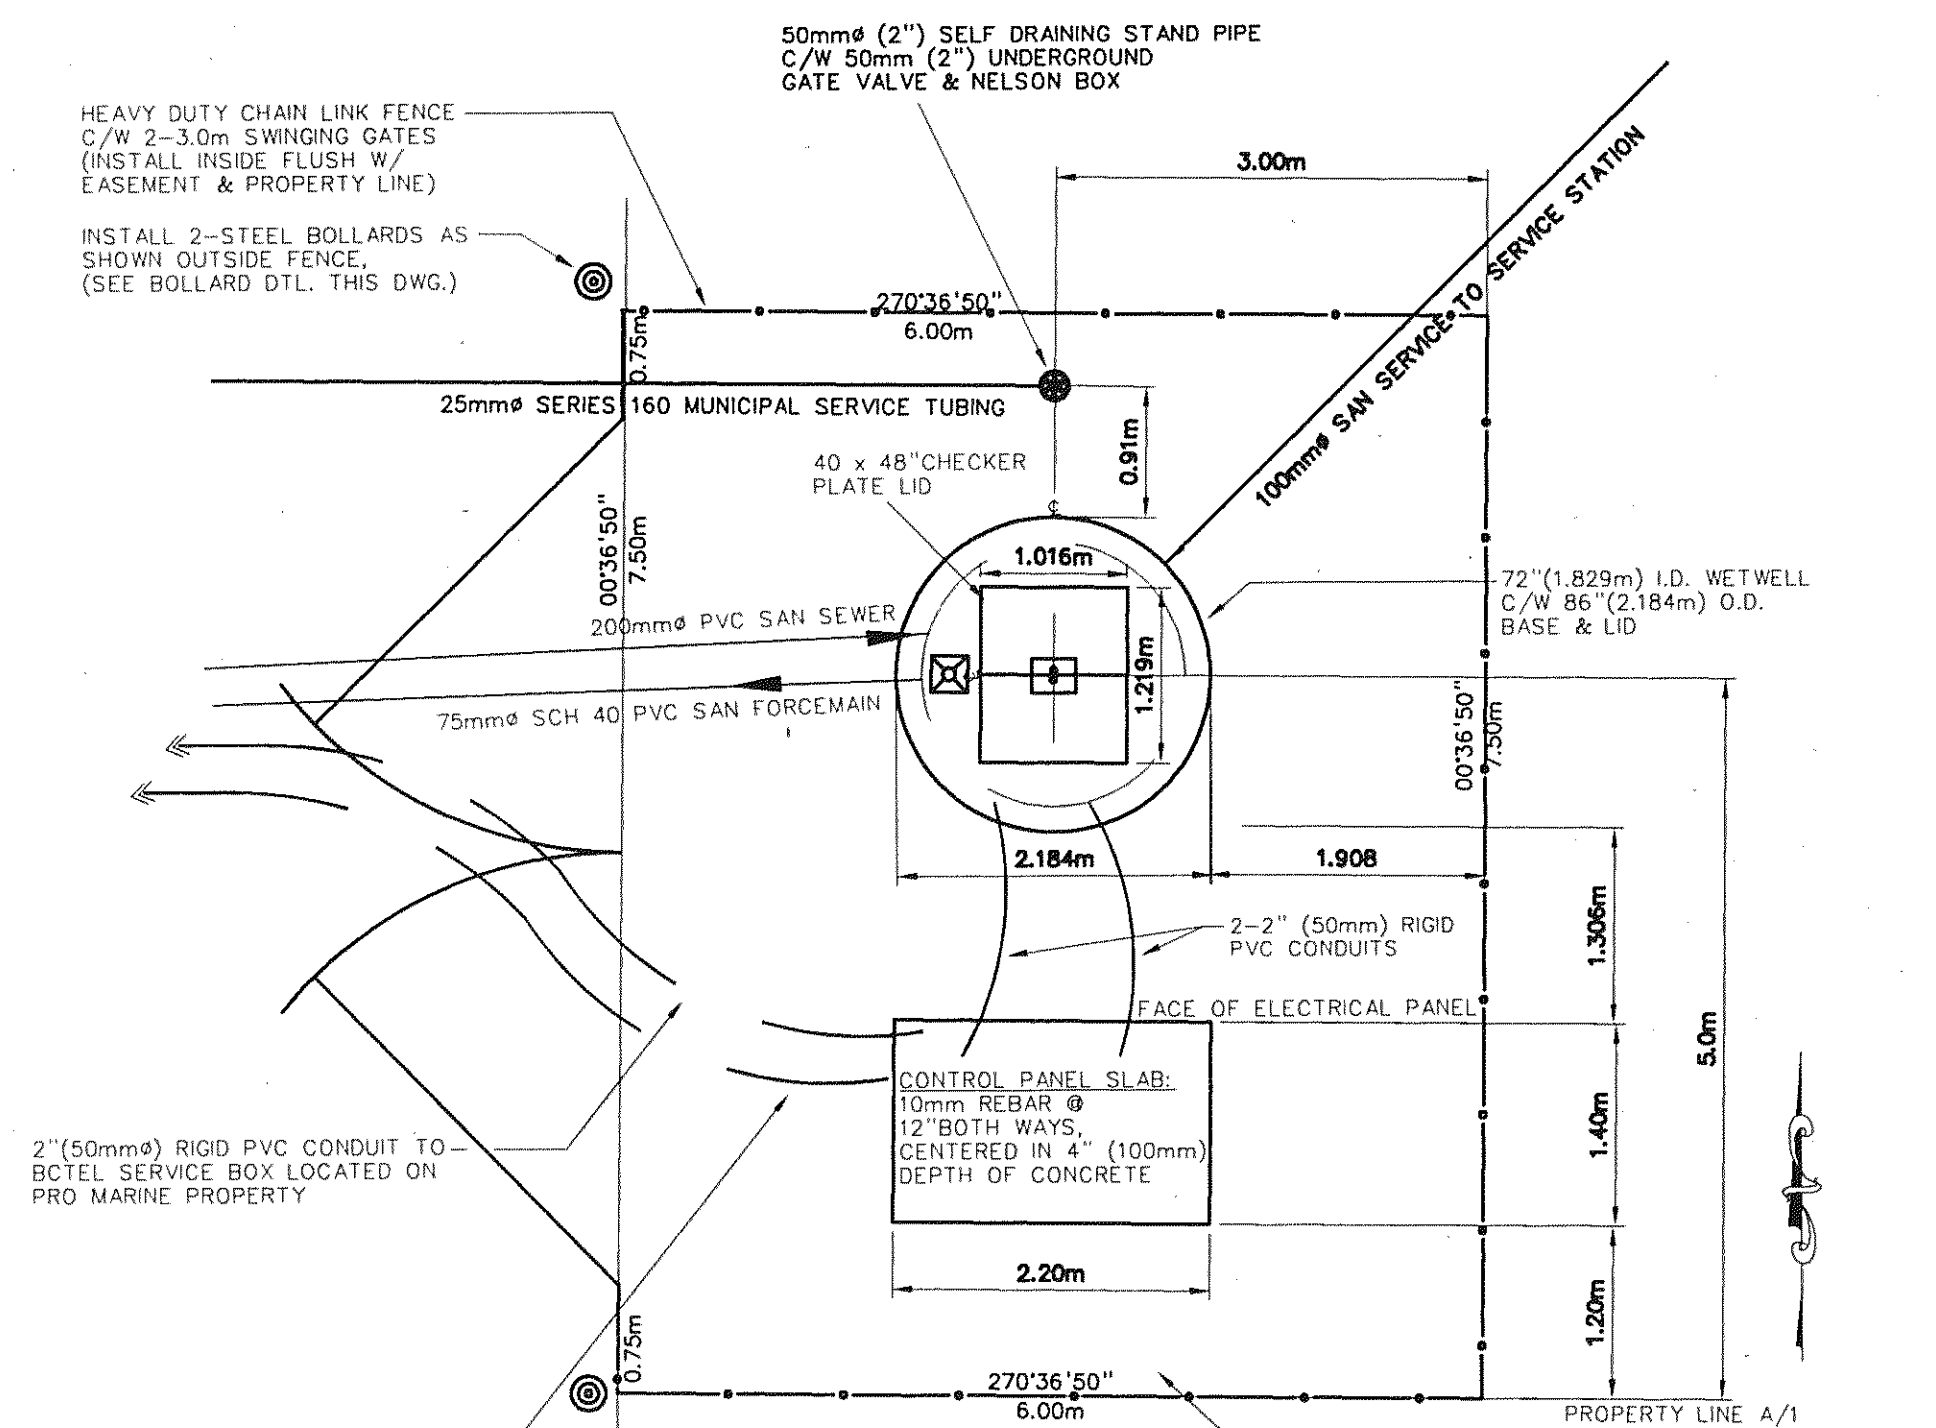 50mmø (2") SELF DRAINING STAND PIPE
C/W 50mm (2") UNDERGROUND
GATE VALVE & NELSON BOX
HEAVY DUTY CHAIN LINK FENCE
C/W 2-3.0m SWINGING GATES
(INSTALL INSIDE FLUSH W/
EASEMENT & PROPERTY LINE)
3.00m
100mmø SAN SERVICE TO SERVICE STATION
INSTALL 2-STEEL BOLLARDS AS
SHOWN OUTSIDE FENCE,
(SEE BOLLARD DTL. THIS DWG.)
270°36'50"
6.00m
0.75m
25mmø SERIES 160 MUNICIPAL SERVICE TUBING
0.91m
40 x 48"CHECKER
PLATE LID
00°36'50"
7.50m
℄
1.016m
1.219m
72"(1.829m) I.D. WETWELL
C/W 86"(2.184m) O.D.
BASE & LID
200mmø PVC SAN SEWER
75mmø SCH 40 PVC SAN FORCEMAIN
00°36'50"
7.50m
2.184m
1.908
1.306m
2-2" (50mm) RIGID
PVC CONDUITS
FACE OF ELECTRICAL PANEL
5.0m
CONTROL PANEL SLAB:
10mm REBAR @
12"BOTH WAYS,
CENTERED IN 4" (100mm)
DEPTH OF CONCRETE
1.40m
2"(50mmø) RIGID PVC CONDUIT TO
BCTEL SERVICE BOX LOCATED ON
PRO MARINE PROPERTY
2.20m
1.20m
0.75m
270°36'50"
6.00m
PROPERTY LINE A/1